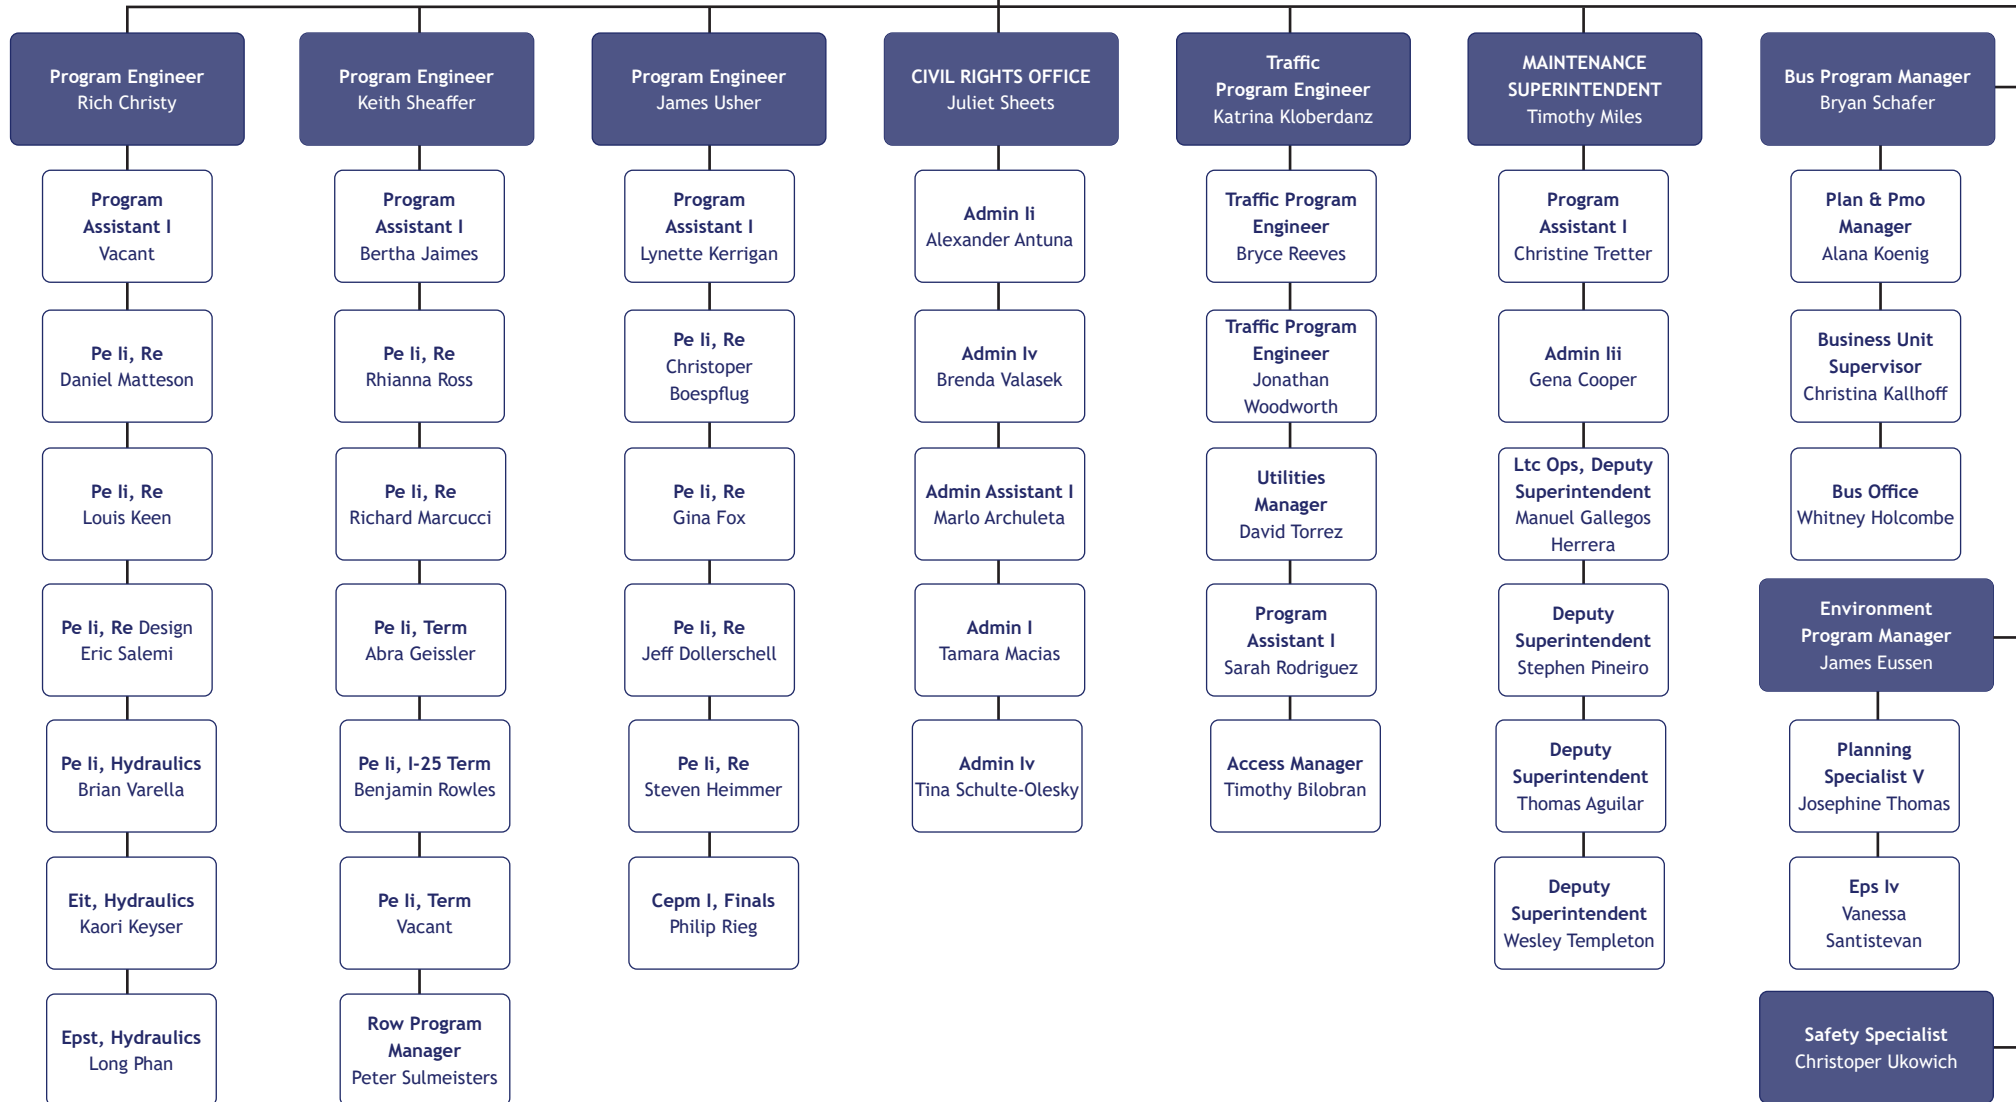 Program Engineer
Rich Christy
Program
Assistant I
Vacant
Pe Ii, Re
Daniel Matteson
Pe Ii, Re
Louis Keen
Pe Ii, Re Design
Eric Salemi
Pe Ii, Hydraulics
Brian Varella
Eit, Hydraulics
Kaori Keyser
Epst, Hydraulics
Long Phan
Program Engineer
Keith Sheaffer
Program
Assistant I
Bertha Jaimes
Pe Ii, Re
Rhianna Ross
Pe Ii, Re
Richard Marcucci
Pe Ii, Term
Abra Geissler
Pe Ii, I-25 Term
Benjamin Rowles
Pe Ii, Term
Vacant
Row Program
Manager
Peter Sulmeisters
Program Engineer
James Usher
Program
Assistant I
Lynette Kerrigan
Pe Ii, Re
Christoper
Boespflug
Pe Ii, Re
Gina Fox
Pe Ii, Re
Jeff Dollerschell
Pe Ii, Re
Steven Heimmer
Cepm I, Finals
Philip Rieg
CIVIL RIGHTS OFFICE
Juliet Sheets
Admin Ii
Alexander Antuna
Admin Iv
Brenda Valasek
Admin Assistant I
Marlo Archuleta
Admin I
Tamara Macias
Admin Iv
Tina Schulte-Olesky
Traffic
Program Engineer
Katrina Kloberdanz
Traffic Program
Engineer
Bryce Reeves
Traffic Program
Engineer
Jonathan
Woodworth
Utilities
Manager
David Torrez
Program
Assistant I
Sarah Rodriguez
Access Manager
Timothy Bilobran
MAINTENANCE
SUPERINTENDENT
Timothy Miles
Program
Assistant I
Christine Tretter
Admin Iii
Gena Cooper
Ltc Ops, Deputy
Superintendent
Manuel Gallegos
Herrera
Deputy
Superintendent
Stephen Pineiro
Deputy
Superintendent
Thomas Aguilar
Deputy
Superintendent
Wesley Templeton
Bus Program Manager
Bryan Schafer
Plan & Pmo
Manager
Alana Koenig
Business Unit
Supervisor
Christina Kallhoff
Bus Office
Whitney Holcombe
Environment
Program Manager
James Eussen
Planning
Specialist V
Josephine Thomas
Eps Iv
Vanessa
Santistevan
Safety Specialist
Christoper Ukowich